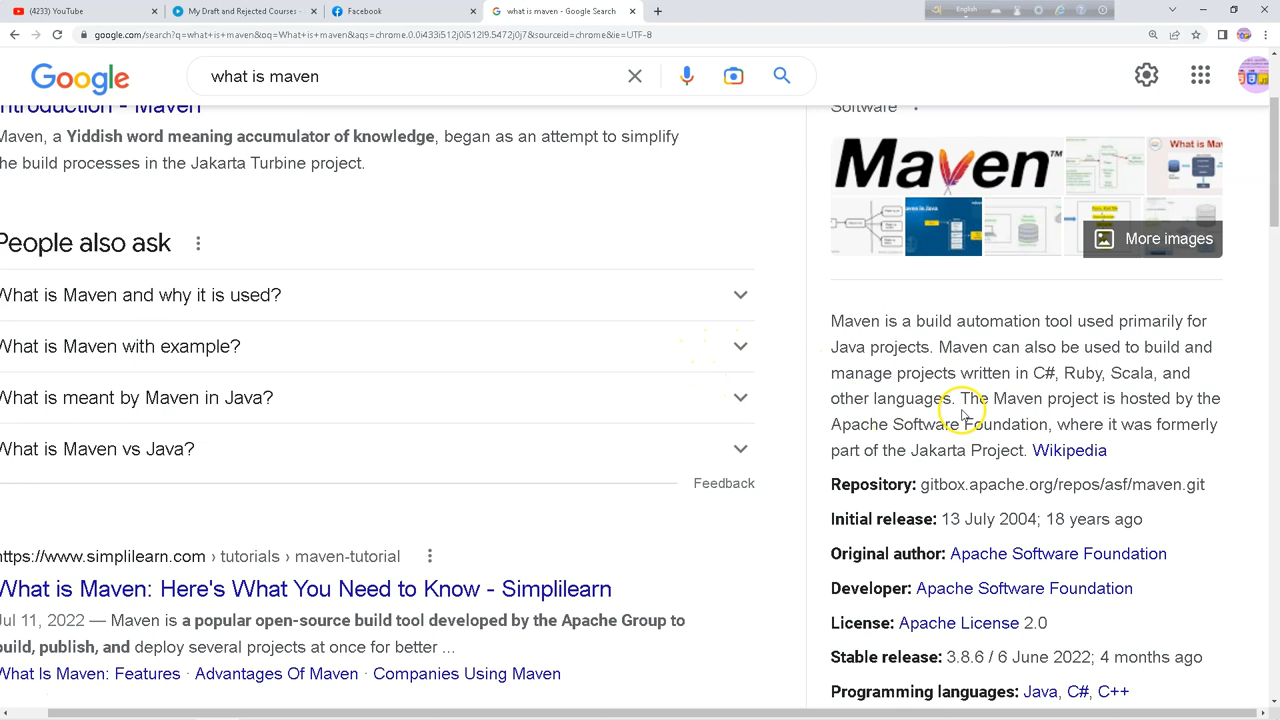 (4233) YouTube
My Draft and Rejected Courses -
Facebook
what is maven - Google Search
English
google.com/search?q=what+is+maven&oq=What+is+maven&aqs=chrome.0.0i433i512j0i512l9.5472j0j7&sourceid=chrome&ie=UTF-8
Google
what is maven
Introduction - Maven
Maven, a Yiddish word meaning accumulator of knowledge, began as an attempt to simplify
the build processes in the Jakarta Turbine project.
People also ask
What is Maven and why it is used?
What is Maven with example?
What is meant by Maven in Java?
What is Maven vs Java?
Feedback
https://www.simplilearn.com › tutorials › maven-tutorial
What is Maven: Here's What You Need to Know - Simplilearn
Jul 11, 2022 — Maven is a popular open-source build tool developed by the Apache Group to
build, publish, and deploy several projects at once for better ...
What Is Maven: Features · Advantages Of Maven · Companies Using Maven
Software
Maven™
What is Ma
More images
Maven is a build automation tool used primarily for
Java projects. Maven can also be used to build and
manage projects written in C#, Ruby, Scala, and
other languages. The Maven project is hosted by the
Apache Software Foundation, where it was formerly
part of the Jakarta Project. Wikipedia
Repository: gitbox.apache.org/repos/asf/maven.git
Initial release: 13 July 2004; 18 years ago
Original author: Apache Software Foundation
Developer: Apache Software Foundation
License: Apache License 2.0
Stable release: 3.8.6 / 6 June 2022; 4 months ago
Programming languages: Java, C#, C++